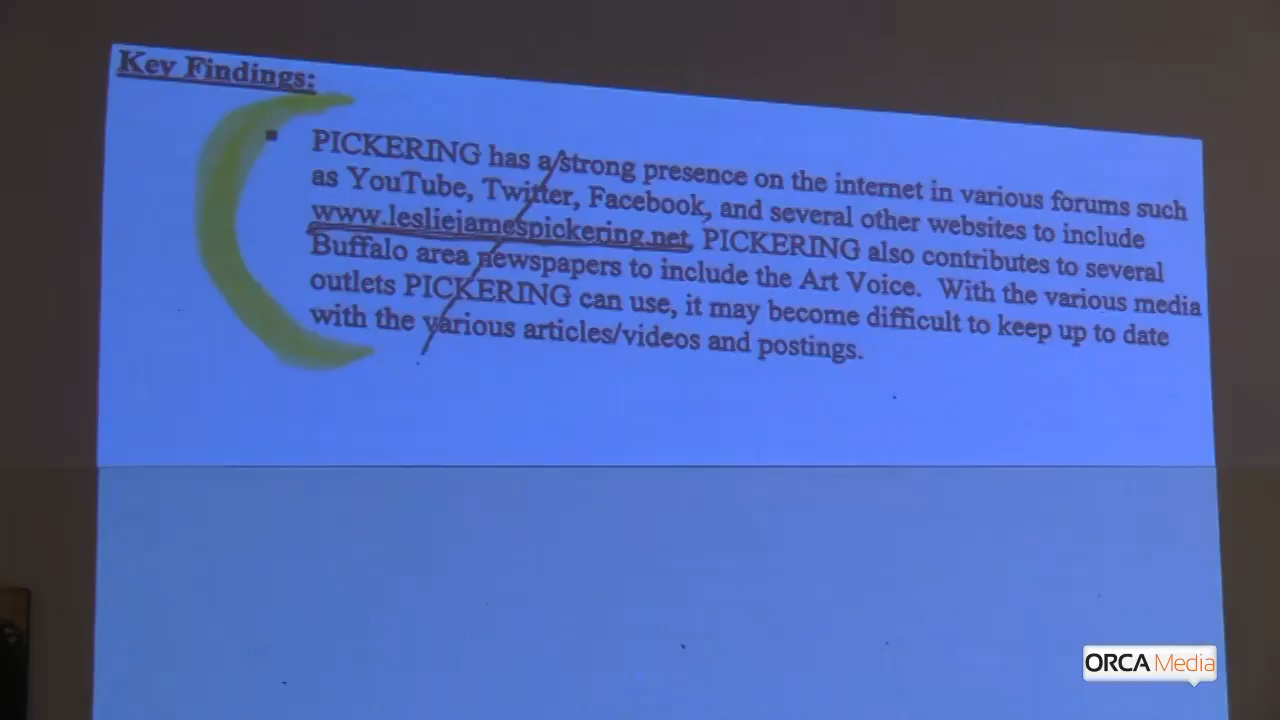 Key Findings:
▪ PICKERING has a strong presence on the internet in various forums such
as YouTube, Twitter, Facebook, and several other websites to include
www.lesliejamespickering.net. PICKERING also contributes to several
Buffalo area newspapers to include the Art Voice. With the various media
outlets PICKERING can use, it may become difficult to keep up to date
with the various articles/videos and postings.
ORCA Media